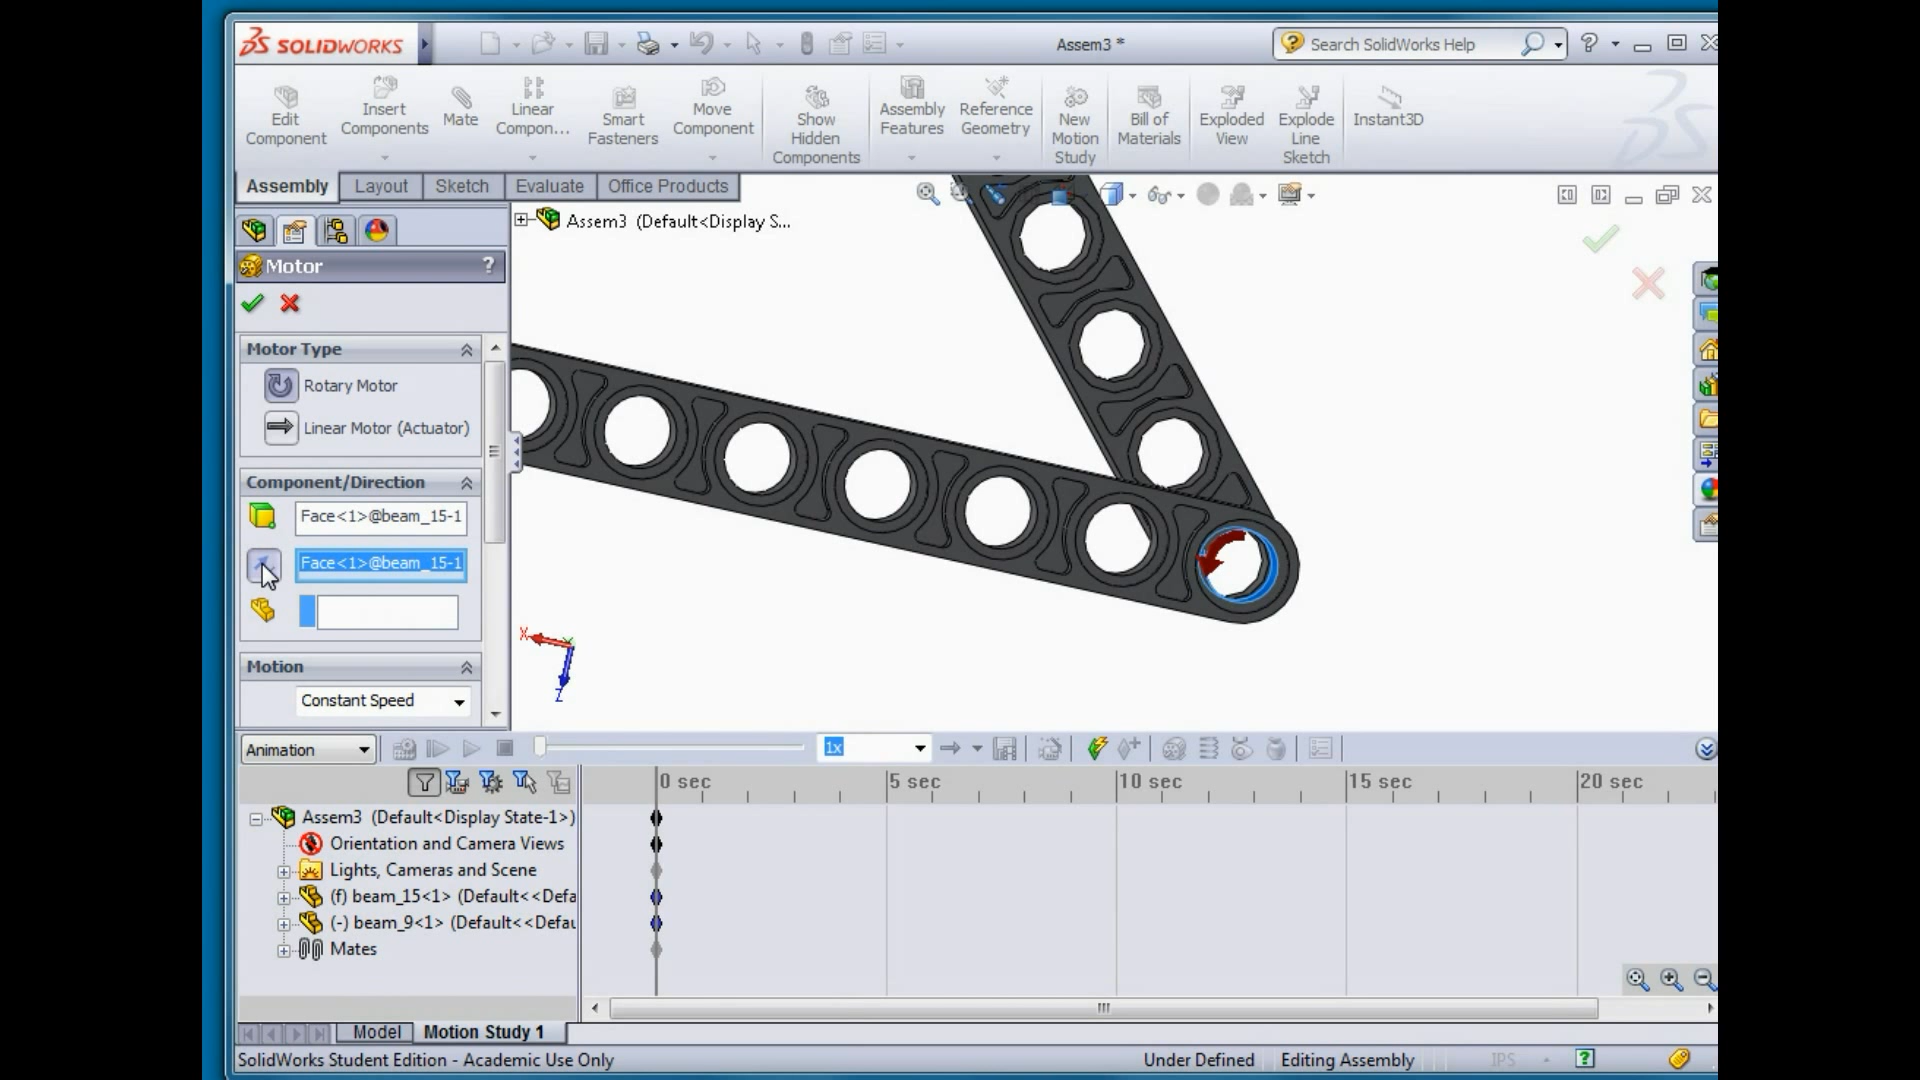 SOLIDWORKS
Assem3 *
Search SolidWorks Help
Edit Component
Insert Components
Mate
Linear Compon...
Smart Fasteners
Move Component
Show Hidden Components
Assembly Features
Reference Geometry
New Motion Study
Bill of Materials
Exploded View
Explode Line Sketch
Instant3D
Assembly Layout Sketch Evaluate Office Products
Assem3 (Default<Display S...
Motor ?
Motor Type
Rotary Motor
Linear Motor (Actuator)
Component/Direction
Face<1>@beam_15-1
Face<1>@beam_15-1
X
Z
Motion
Constant Speed
Animation
1x
0 sec 5 sec 10 sec 15 sec 20 sec
Assem3 (Default<Display State-1>)
Orientation and Camera Views
Lights, Cameras and Scene
(f) beam_15<1> (Default<<Defa
(-) beam_9<1> (Default<<Defau
Mates
Model Motion Study 1
SolidWorks Student Edition - Academic Use Only
Under Defined Editing Assembly IPS